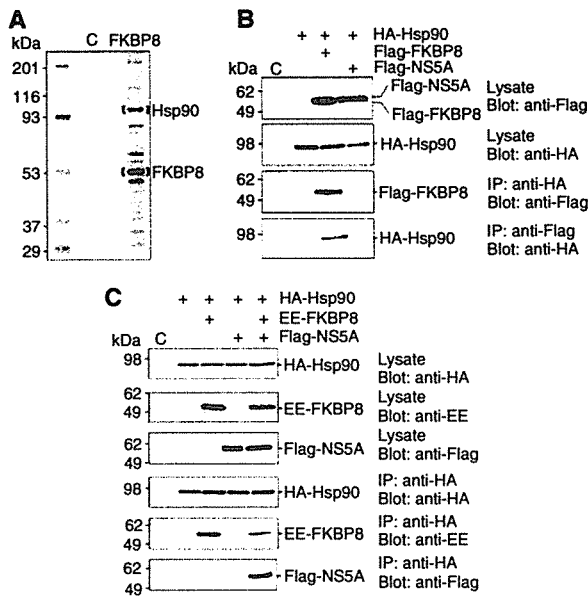 A
C FKBP8
kDa
201
116
93
53
37
29
Hsp90
FKBP8
B
+ + + HA-Hsp90
+ Flag-FKBP8
+ Flag-NS5A
kDa C
62
49
Flag-NS5A
Flag-FKBP8
Lysate
Blot: anti-Flag
98
HA-Hsp90
Lysate
Blot: anti-HA
62
49
Flag-FKBP8
IP: anti-HA
Blot: anti-Flag
98
HA-Hsp90
IP: anti-Flag
Blot: anti-HA
C
+ + + + HA-Hsp90
+ + EE-FKBP8
+ + Flag-NS5A
kDa C
98
HA-Hsp90
Lysate
Blot: anti-HA
62
49
EE-FKBP8
Lysate
Blot: anti-EE
62
49
Flag-NS5A
Lysate
Blot: anti-Flag
98
HA-Hsp90
IP: anti-HA
Blot: anti-HA
62
49
EE-FKBP8
IP: anti-HA
Blot: anti-EE
62
49
Flag-NS5A
IP: anti-HA
Blot: anti-Flag